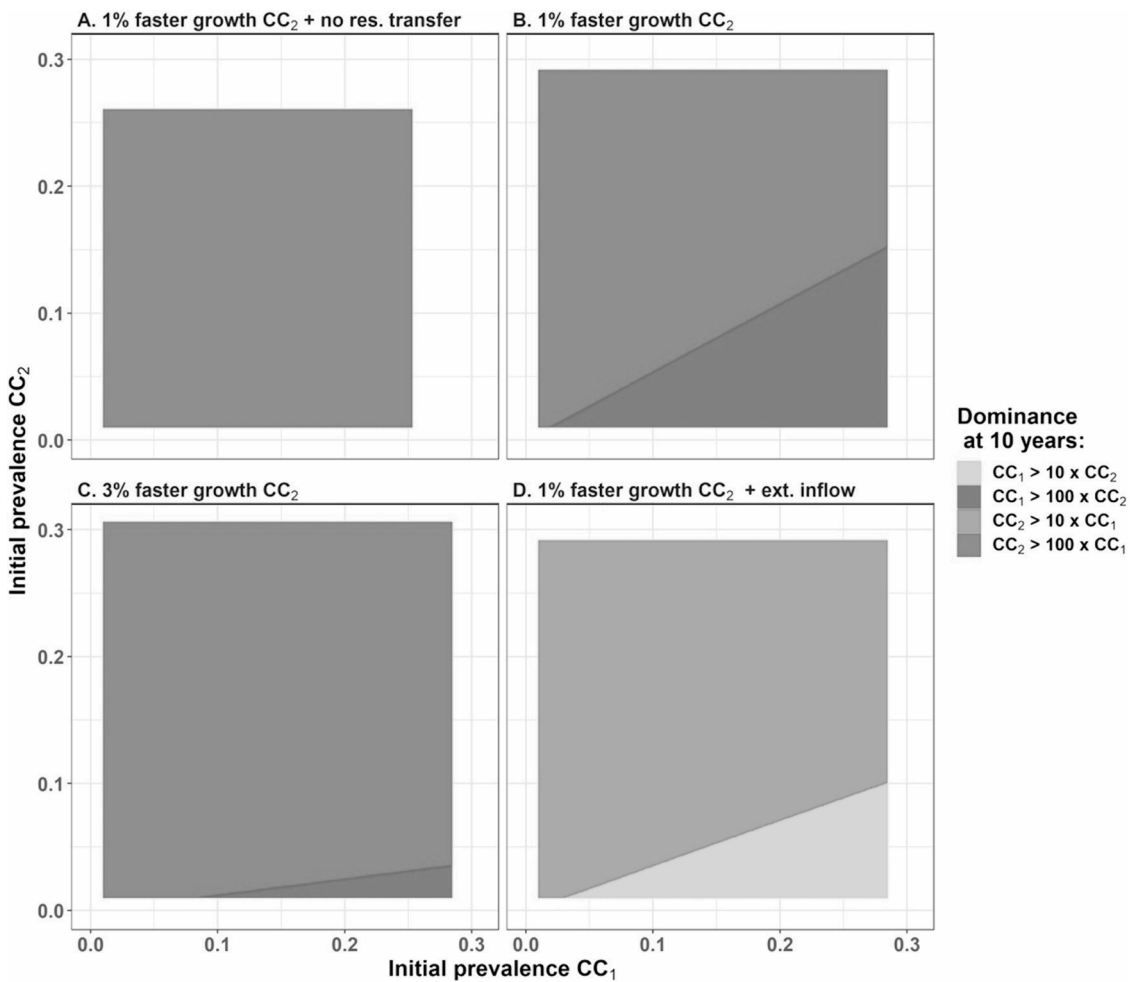 A. 1% faster growth CC₂ + no res. transfer
B. 1% faster growth CC₂
0.3
0.2
0.1
0.0
C. 3% faster growth CC₂
D. 1% faster growth CC₂ + ext. inflow
0.3
0.2
0.1
0.0
0.0 0.1 0.2 0.3
0.0 0.1 0.2 0.3
Initial prevalence CC₂
Initial prevalence CC₁
Dominance
at 10 years:
CC₁ > 10 x CC₂
CC₁ > 100 x CC₂
CC₂ > 10 x CC₁
CC₂ > 100 x CC₁